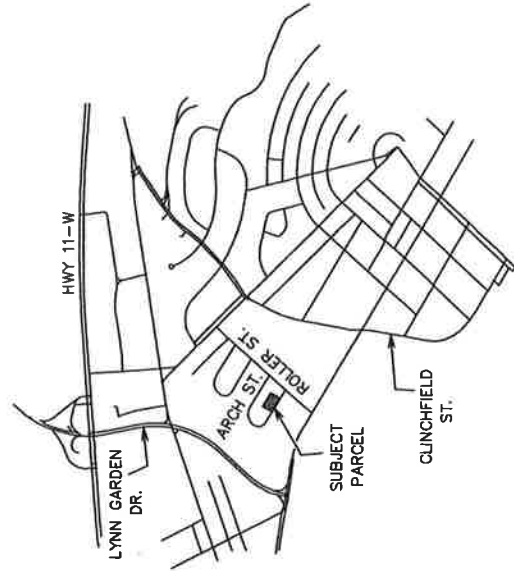 HWY 11-W
LYNN GARDEN
DR.
ARCH ST.
ROLLER ST.
SUBJECT
PARCEL
CLINCHFIELD
ST.